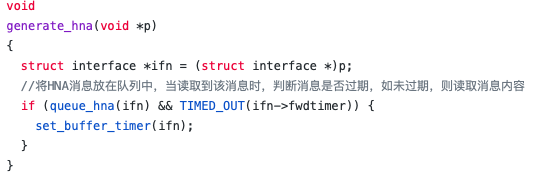 void
generate_hna(void *p)
{
  struct interface *ifn = (struct interface *)p;
  //将HNA消息放在队列中，当读取到该消息时，判断消息是否过期，如未过期，则读取消息内容
  if (queue_hna(ifn) && TIMED_OUT(ifn->fwdtimer)) {
    set_buffer_timer(ifn);
  }
}